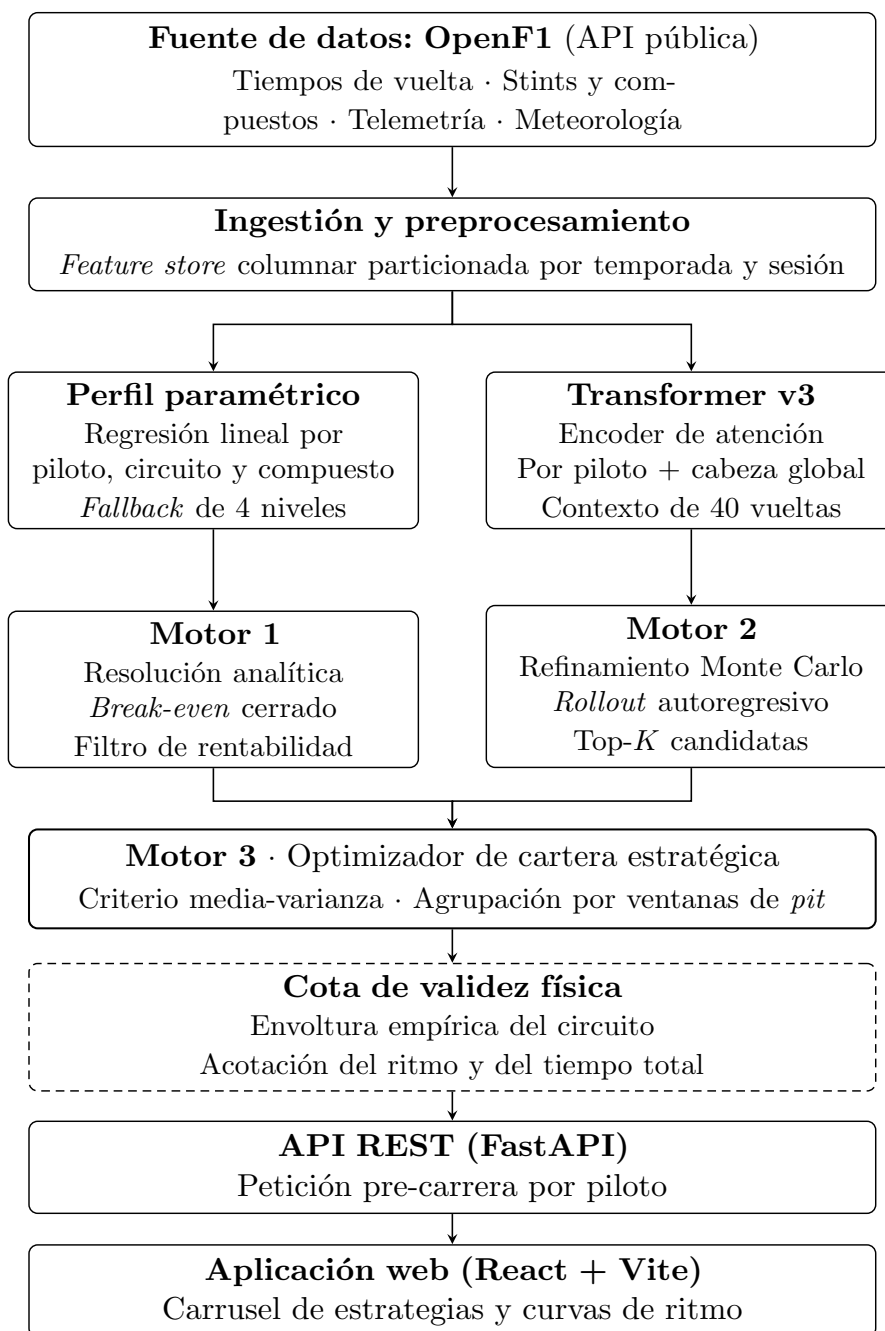 Fuente de datos: OpenF1 (API pública)
Tiempos de vuelta · Stints y com-
puestos · Telemetría · Meteorología
Ingestión y preprocesamiento
Feature store columnar particionada por temporada y sesión
Perfil paramétrico
Regresión lineal por
piloto, circuito y compuesto
Fallback de 4 niveles
Transformer v3
Encoder de atención
Por piloto + cabeza global
Contexto de 40 vueltas
Motor 1
Resolución analítica
Break-even cerrado
Filtro de rentabilidad
Motor 2
Refinamiento Monte Carlo
Rollout autoregresivo
Top-K candidatas
Motor 3 · Optimizador de cartera estratégica
Criterio media-varianza · Agrupación por ventanas de pit
Cota de validez física
Envoltura empírica del circuito
Acotación del ritmo y del tiempo total
API REST (FastAPI)
Petición pre-carrera por piloto
Aplicación web (React + Vite)
Carrusel de estrategias y curvas de ritmo